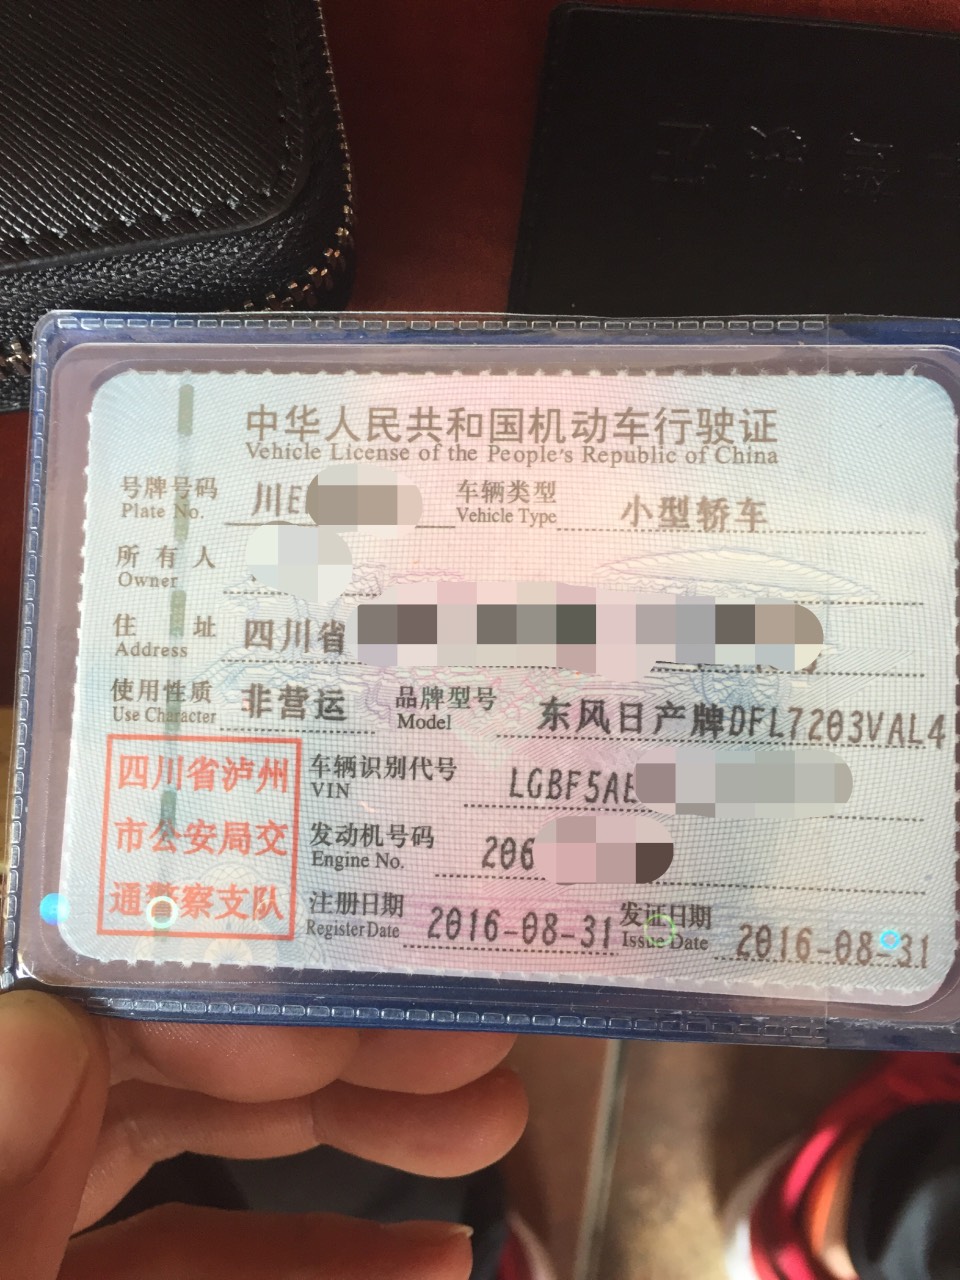 中华人民共和国机动车行驶证
Vehicle License of the People's Republic of China
号牌号码 川E 车辆类型 小型轿车
Plate No. Vehicle Type
所有人
Owner
住址 四川省
Address
使用性质 非营运 品牌型号 东风日产牌DFL7203VAL4
Use Character Model
四川省泸州
市公安局交
通警察支队
车辆识别代号 LGBF5AE
VIN
发动机号码 206
Engine No.
注册日期 2016-08-31 发证日期 2016-08-31
Register Date Issue Date